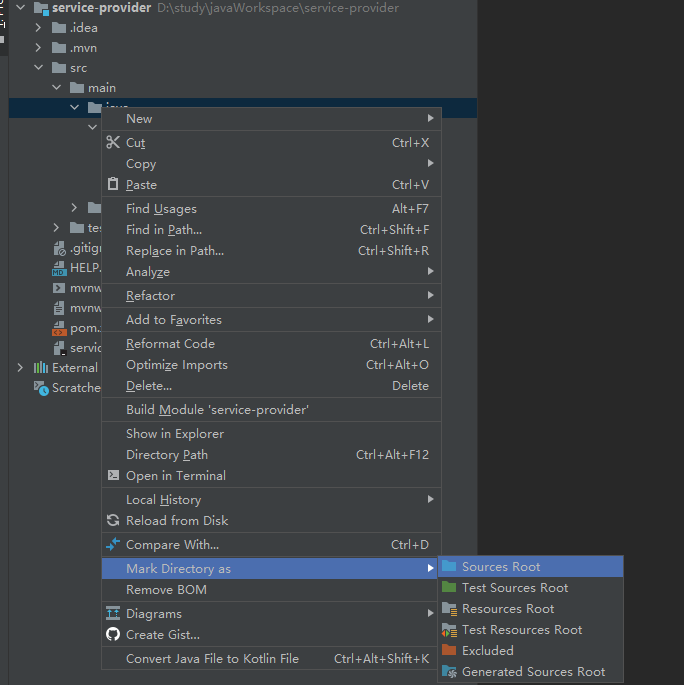 service-provider D:\study\javaWorkspace\service-provider
.idea
.mvn
src
main
java
New
Cut Ctrl+X
Copy
Paste Ctrl+V
Find Usages Alt+F7
Find in Path... Ctrl+Shift+F
Replace in Path... Ctrl+Shift+R
Analyze
Refactor
Add to Favorites
Reformat Code Ctrl+Alt+L
Optimize Imports Ctrl+Alt+O
Delete... Delete
Build Module 'service-provider'
Show in Explorer
Directory Path Ctrl+Alt+F12
Open in Terminal
Local History
Reload from Disk
Compare With... Ctrl+D
Mark Directory as
Remove BOM
Diagrams
Create Gist...
Convert Java File to Kotlin File Ctrl+Alt+Shift+K
Sources Root
Test Sources Root
Resources Root
Test Resources Root
Excluded
Generated Sources Root
tes
.gitign
HELP.
mvnw
mvnw
pom.
servic
External
Scratche